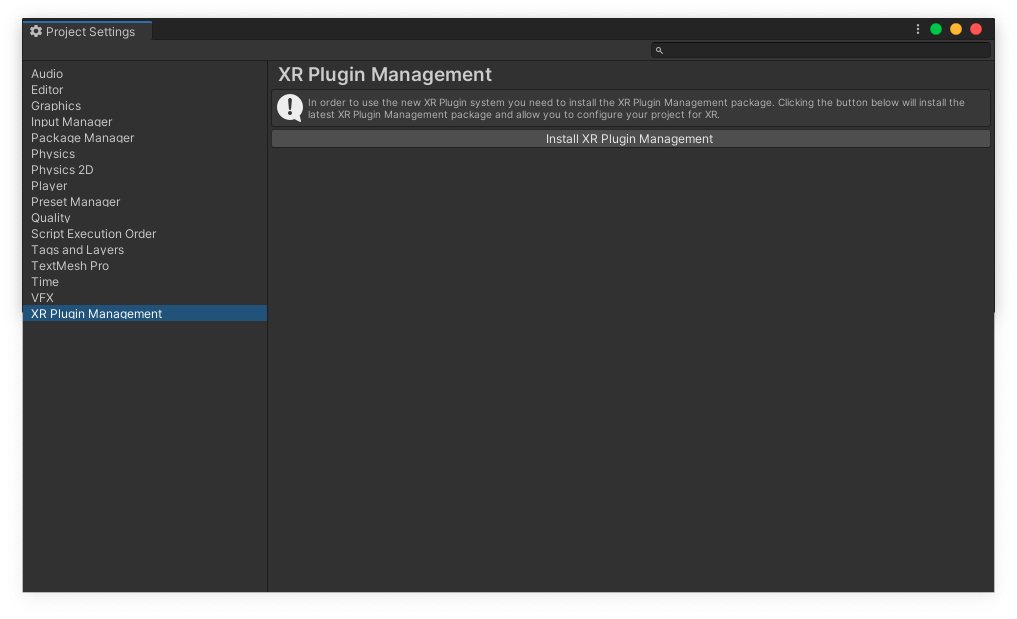 Project Settings
Audio
Editor
Graphics
Input Manager
Package Manager
Physics
Physics 2D
Player
Preset Manager
Quality
Script Execution Order
Tags and Layers
TextMesh Pro
Time
VFX
XR Plugin Management
XR Plugin Management
In order to use the new XR Plugin system you need to install the XR Plugin Management package. Clicking the button below will install the
latest XR Plugin Management package and allow you to configure your project for XR.
Install XR Plugin Management